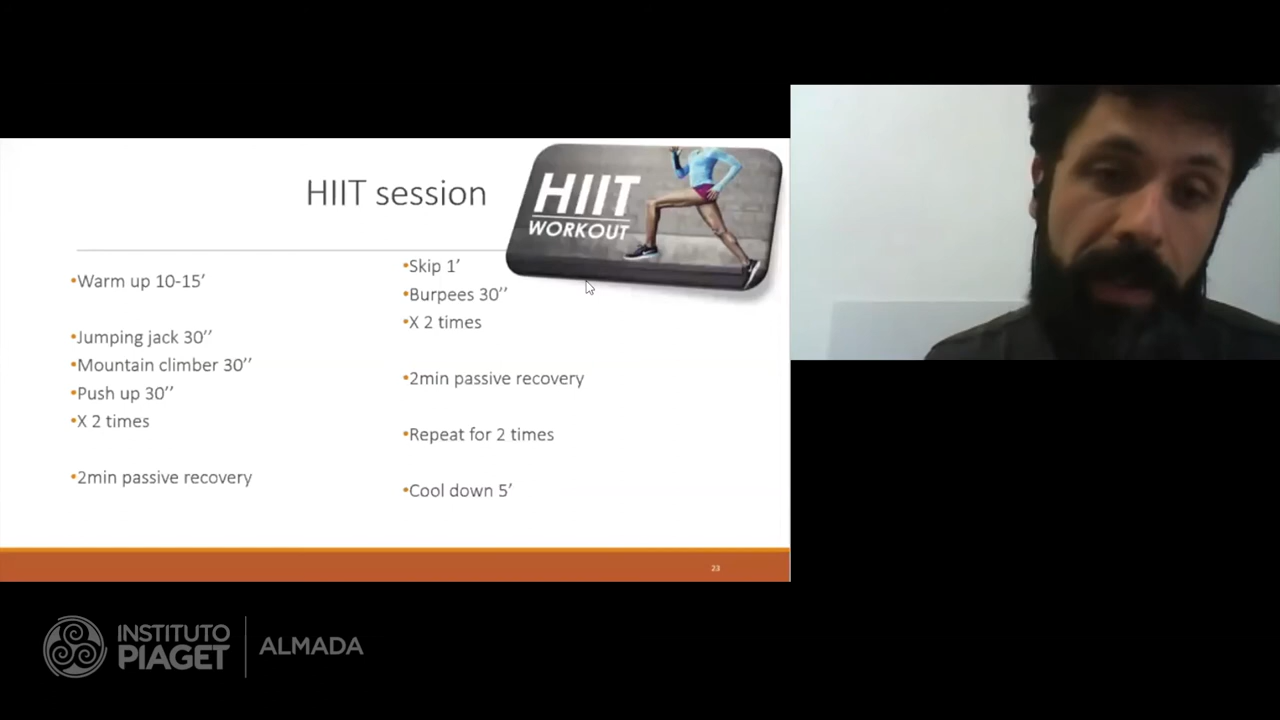 HIIT session
HIIT
WORKOUT
•Warm up 10-15’
•Jumping jack 30’’
•Mountain climber 30’’
•Push up 30’’
•X 2 times
•2min passive recovery
•Skip 1’
•Burpees 30’’
•X 2 times
•2min passive recovery
•Repeat for 2 times
•Cool down 5’
23
INSTITUTO
PIAGET
ALMADA